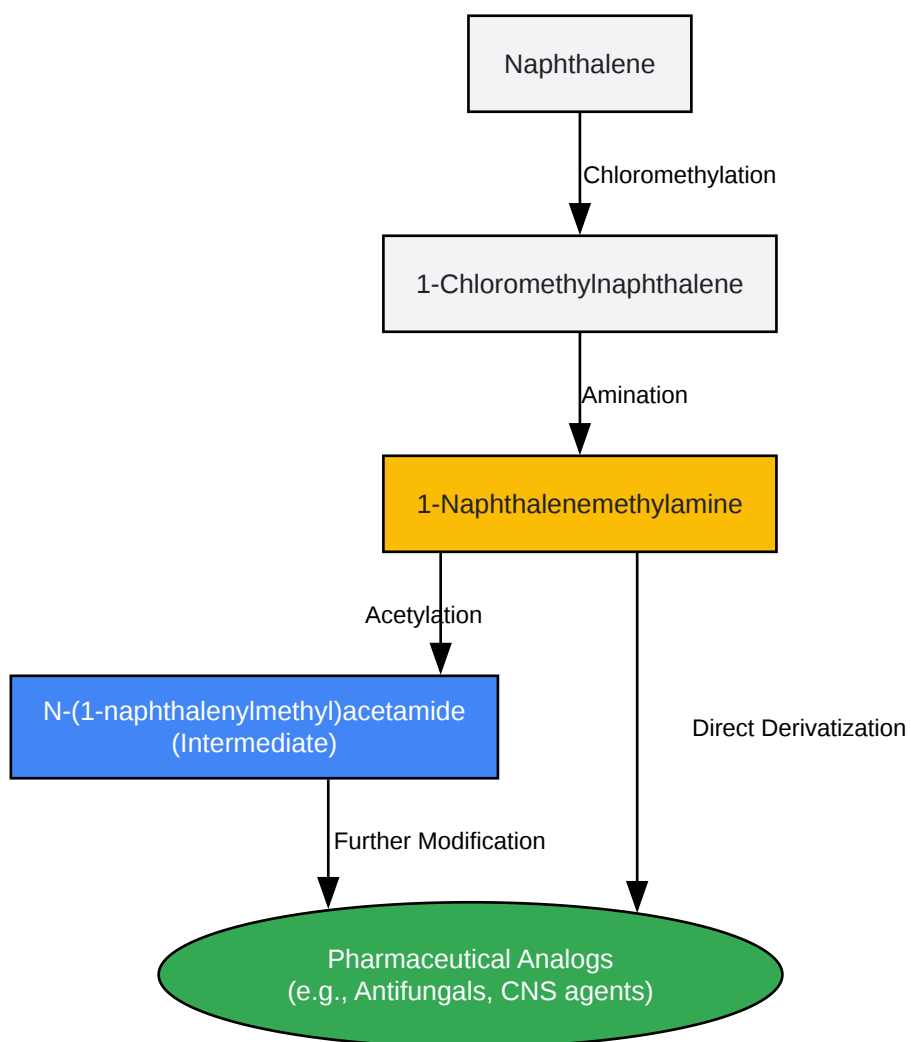 Naphthalene
Chloromethylation
1-Chloromethylnaphthalene
Amination
1-Naphthalenemethylamine
Acetylation
N-(1-naphthalenylmethyl)acetamide
(Intermediate)
Direct Derivatization
Further Modification
Pharmaceutical Analogs
(e.g., Antifungals, CNS agents)